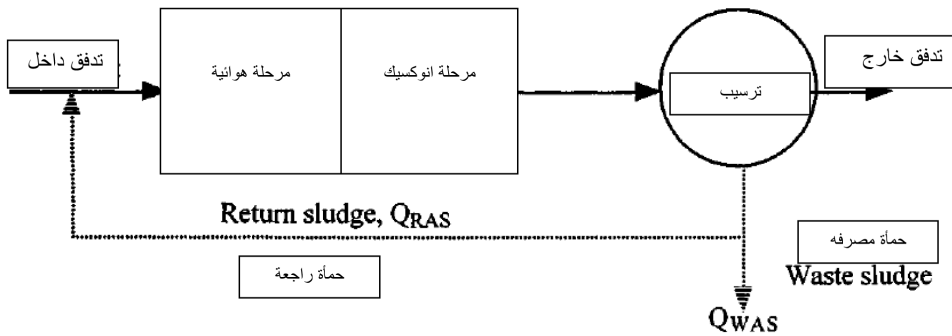 تدفق داخل
مرحلة هوائية
مرحلة انوكسيك
ترسيب
تدفق خارج
Return sludge, QRAS
حمأة راجعة
حمأة مصرفه
Waste sludge
QWAS